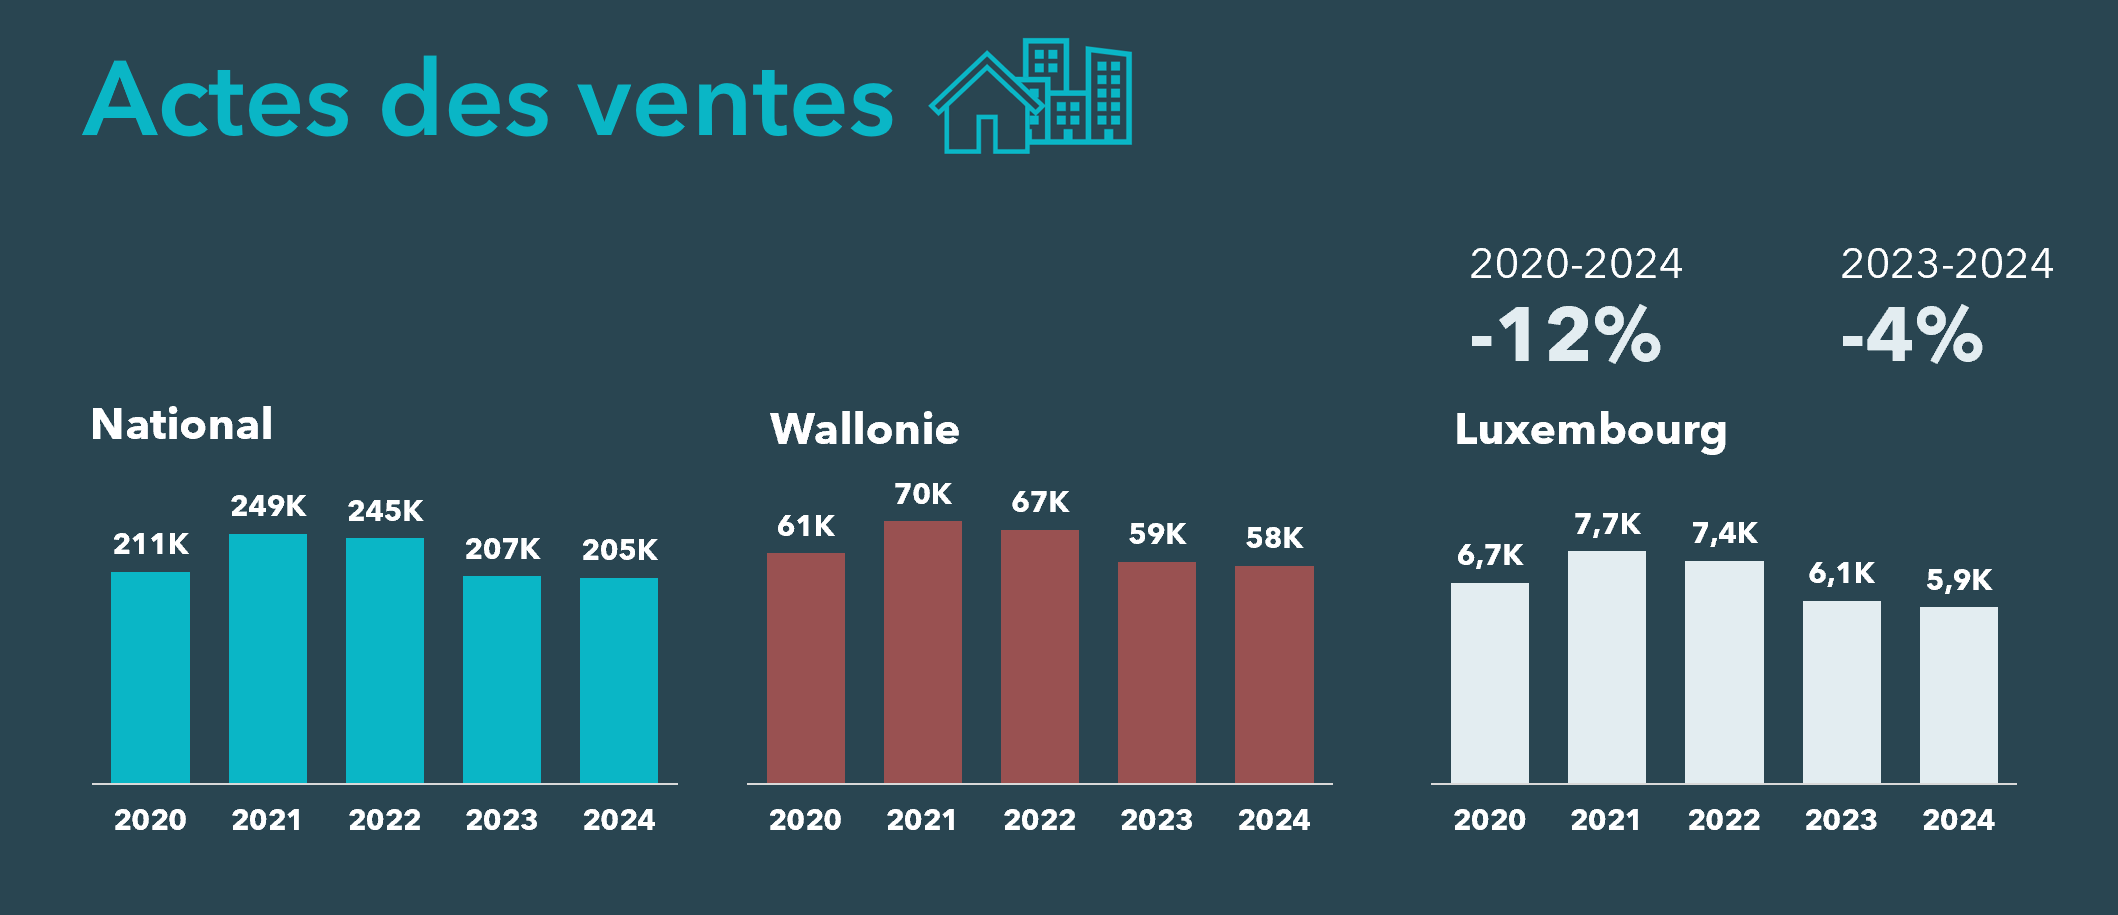 Actes des ventes
2020-2024
2023-2024
-12%
-4%
National
249K
245K
211K
207K
205K
2020
2021
2022
2023
2024
Wallonie
70K
67K
61K
59K
58K
2020
2021
2022
2023
2024
Luxembourg
7,7K
7,4K
6,7K
6,1K
5,9K
2020
2021
2022
2023
2024